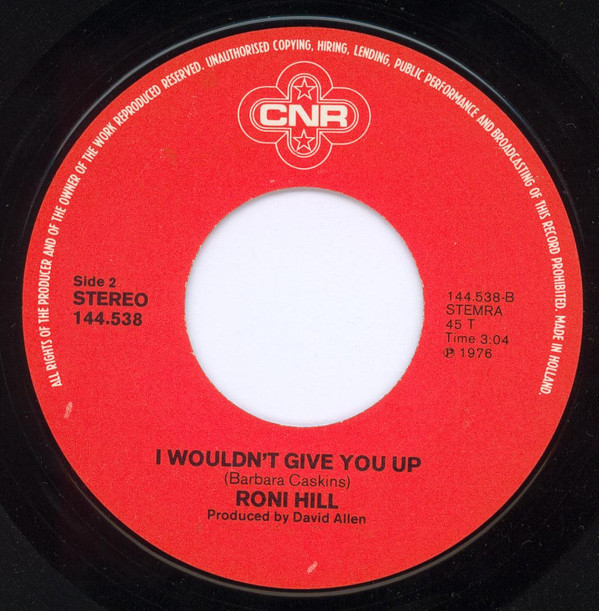 ALL RIGHTS OF THE PRODUCER AND OF THE OWNER OF THE WORK REPRODUCED RESERVED. UNAUTHORISED COPYING, HIRING, LENDING, PUBLIC PERFORMANCE AND BROADCASTING OF THIS RECORD PROHIBITED. MADE IN HOLLAND.
CNR
Side 2
STEREO
144.538
144.538-B
STEMRA
45 T
Time 3:04
℗ 1976
I WOULDN'T GIVE YOU UP
(Barbara Caskins)
RONI HILL
Produced by David Allen